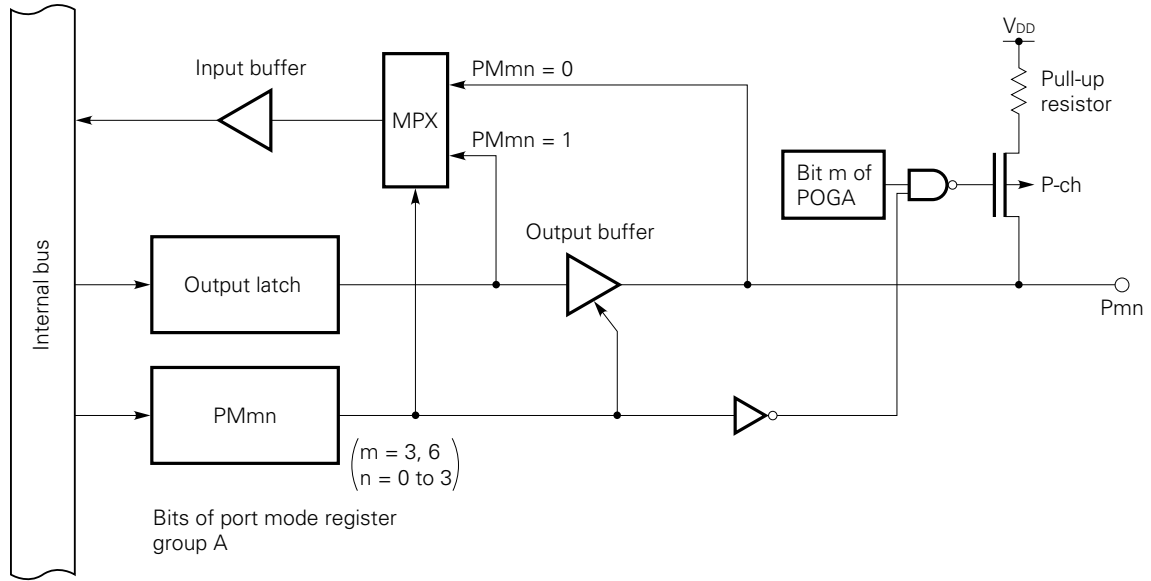 VDD
Pull-up
resistor
Input buffer
PMmn = 0
MPX
PMmn = 1
Bit m of
POGA
P-ch
Output buffer
Internal bus
Output latch
Pmn
PMmn
m = 3, 6
n = 0 to 3
Bits of port mode register
group A